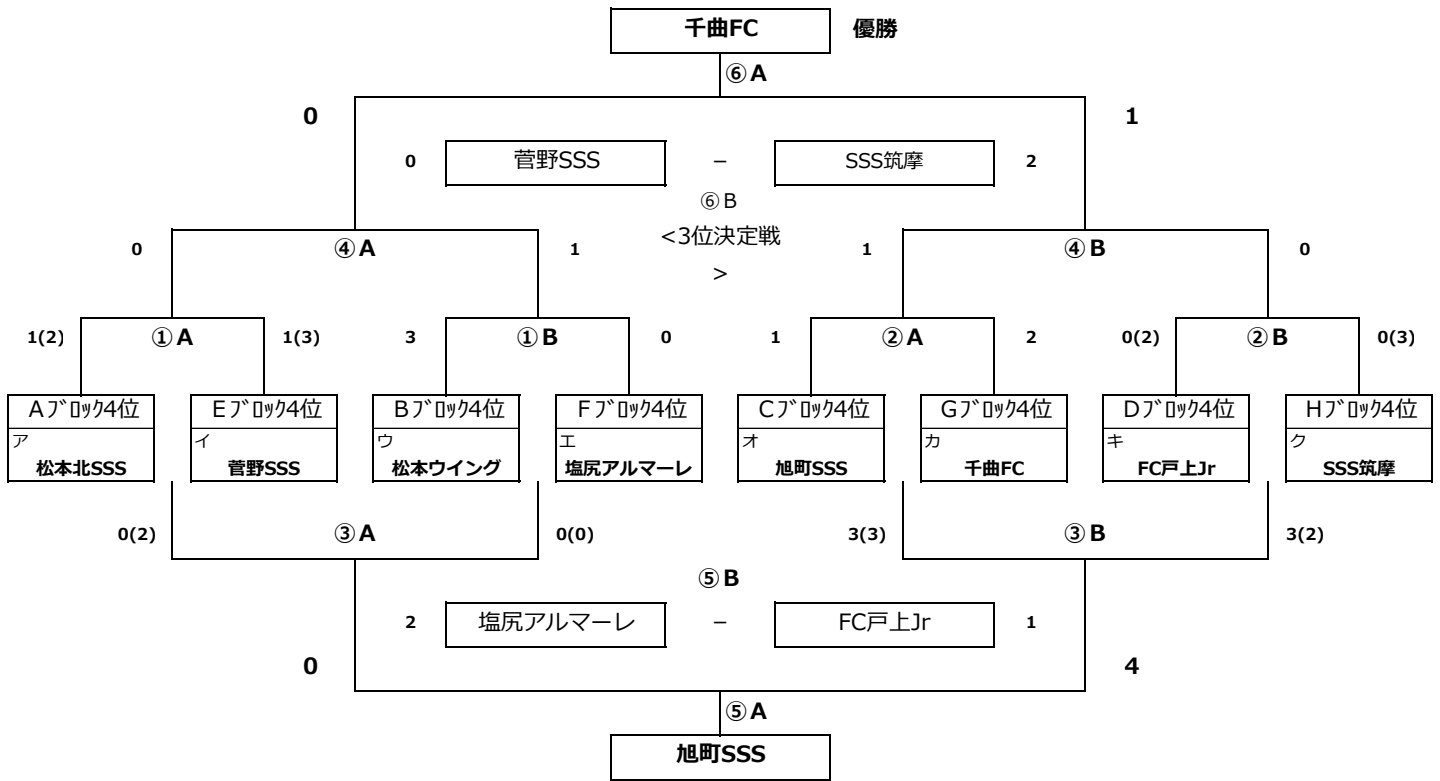 千曲FC 優勝
⑥A
0 1
0 菅野SSS － SSS筑摩 2
⑥B
<3位決定戦
>
0 ④A 1 1 ④B 0
1(2) ①A 1(3) 3 ①B 0 1 ②A 2 0(2) ②B 0(3)
Aブロック4位 Eブロック4位 Bブロック4位 Fブロック4位 Cブロック4位 Gブロック4位 Dブロック4位 Hブロック4位
ア イ ウ エ オ カ キ ク
松本北SSS 菅野SSS 松本ウイング 塩尻アルマーレ 旭町SSS 千曲FC FC戸上Jr SSS筑摩
0(2) ③A 0(0) 3(3) ③B 3(2)
⑤B
2 塩尻アルマーレ － FC戸上Jr 1
0 4
⑤A
旭町SSS